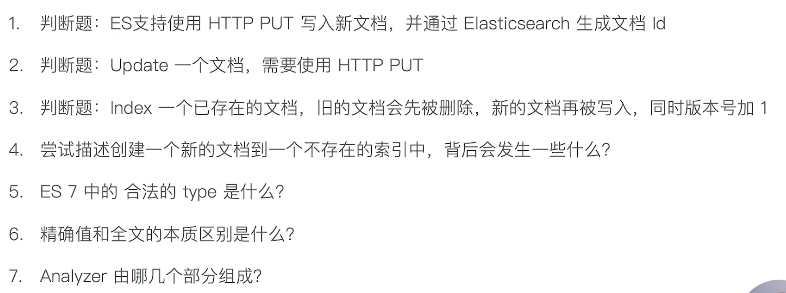 1. 判断题：ES支持使用 HTTP PUT 写入新文档，并通过 Elasticsearch 生成文档 Id
2. 判断题：Update 一个文档，需要使用 HTTP PUT
3. 判断题：Index 一个已存在的文档，旧的文档会先被删除，新的文档再被写入，同时版本号加 1
4. 尝试描述创建一个新的文档到一个不存在的索引中，背后会发生一些什么？
5. ES 7 中的 合法的 type 是什么？
6. 精确值和全文的本质区别是什么？
7. Analyzer 由哪几个部分组成？